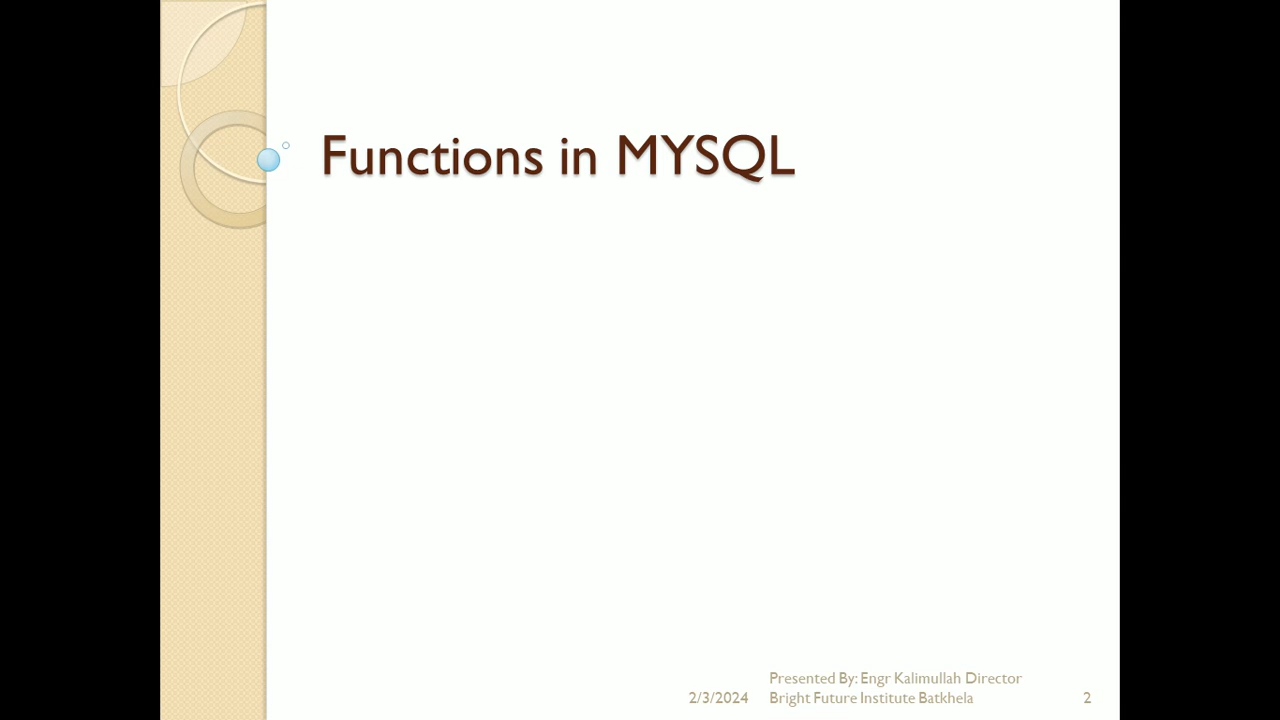 Functions in MYSQL
Presented By: Engr Kalimullah Director
2/3/2024 Bright Future Institute Batkhela 2